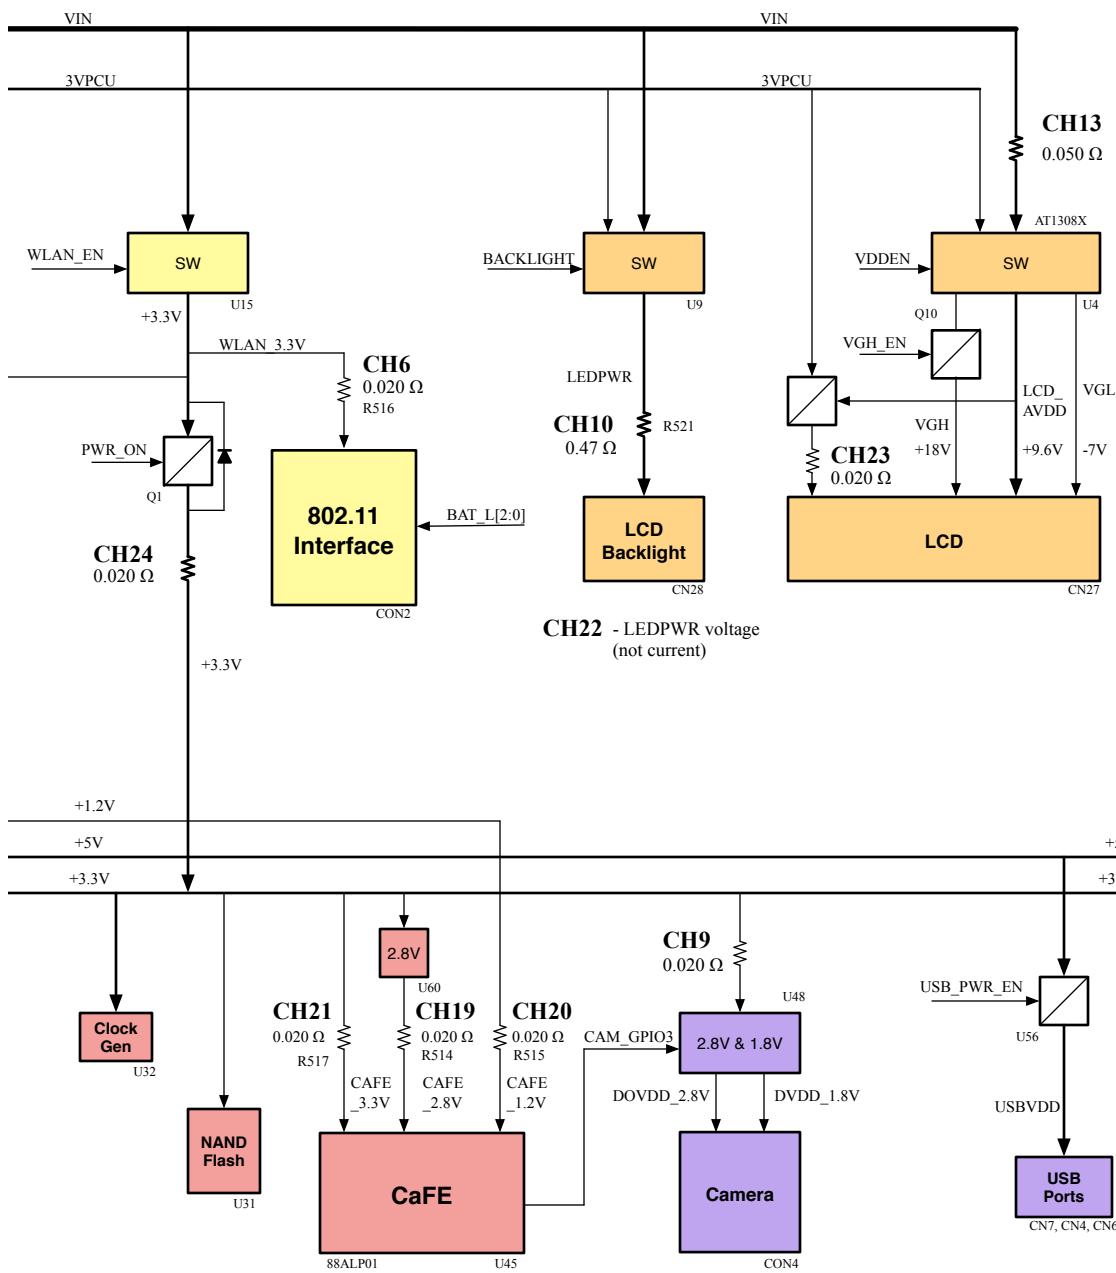 VIN
VIN
3VPCU
3VPCU
CH13
0.050 Ω
AT1308X
WLAN_EN
SW
BACKLIGHT
SW
VDDEN
SW
U15
U9
U4
+3.3V
Q10
WLAN_3.3V
VGH_EN
CH6
0.020 Ω
R516
LEDPWR
LCD_
AVDD
VGL
CH10
0.47 Ω
R521
VGH
+18V
+9.6V
-7V
PWR_ON
Q1
CH23
0.020 Ω
802.11
Interface
BAT_L[2:0]
LCD
Backlight
LCD
CH24
0.020 Ω
CON2
CN28
CN27
CH22 - LEDPWR voltage
(not current)
+3.3V
+1.2V
+5V
+5
+3.3V
+3
2.8V
U60
CH9
0.020 Ω
U48
USB_PWR_EN
U56
CH21
0.020 Ω
R517
CH19
0.020 Ω
R514
CH20
0.020 Ω
R515
CAM_GPIO3
2.8V & 1.8V
Clock
Gen
U32
CAFE
_3.3V
CAFE
_2.8V
CAFE
_1.2V
DOVDD_2.8V
DVDD_1.8V
USBVDD
NAND
Flash
U31
CaFE
Camera
USB
Ports
CN7, CN4, CN6
88ALP01
U45
CON4